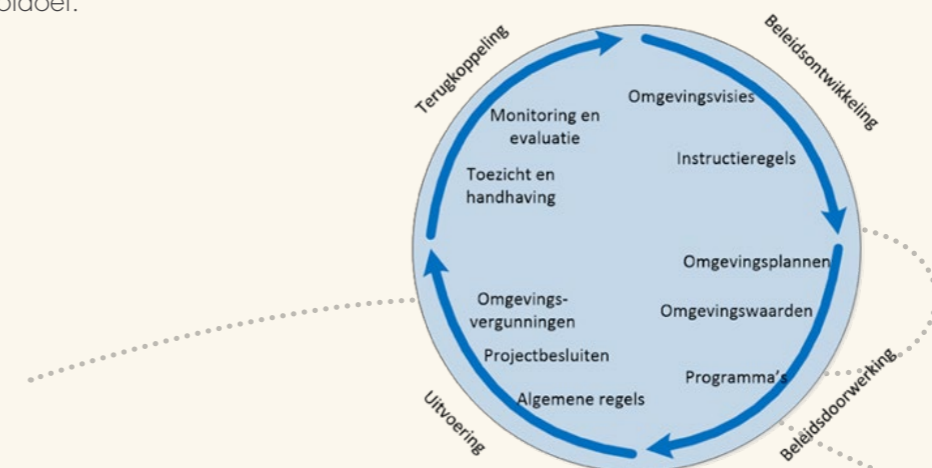 Terugkoppeling
Beleidsontwikkeling
Omgevingsvisies
Monitoring en
evaluatie
Instructieregels
Toezicht en
handhaving
Omgevingsplannen
Omgevings-
vergunningen
Omgevingswaarden
Projectbesluiten
Programma's
Algemene regels
Uitvoering
Beleidsdoorwerking